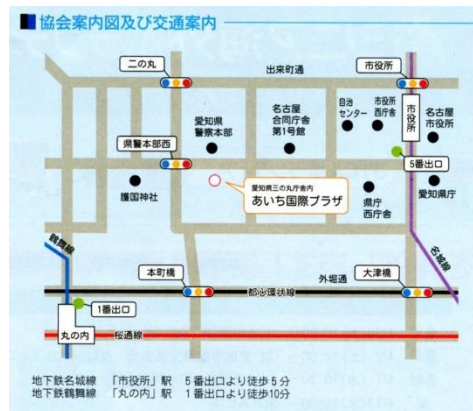 協会案内図及び交通案内
二の丸
出来町通
市役所
愛知県
警察本部
名古屋
合同庁舎
第1号館
自治
センター
市役所
西庁舎
市役所
名古屋
市役所
県警本部西
5番出口
護国神社
愛知県三の丸庁舎内
あいち国際プラザ
県庁
西庁舎
愛知県庁
鶴舞線
名城線
本町橋
外堀通
大津橋
都心環状線
1番出口
丸の内
桜通線
地下鉄名城線 「市役所」駅 5番出口より徒歩5分
地下鉄鶴舞線 「丸の内」駅 1番出口より徒歩10分